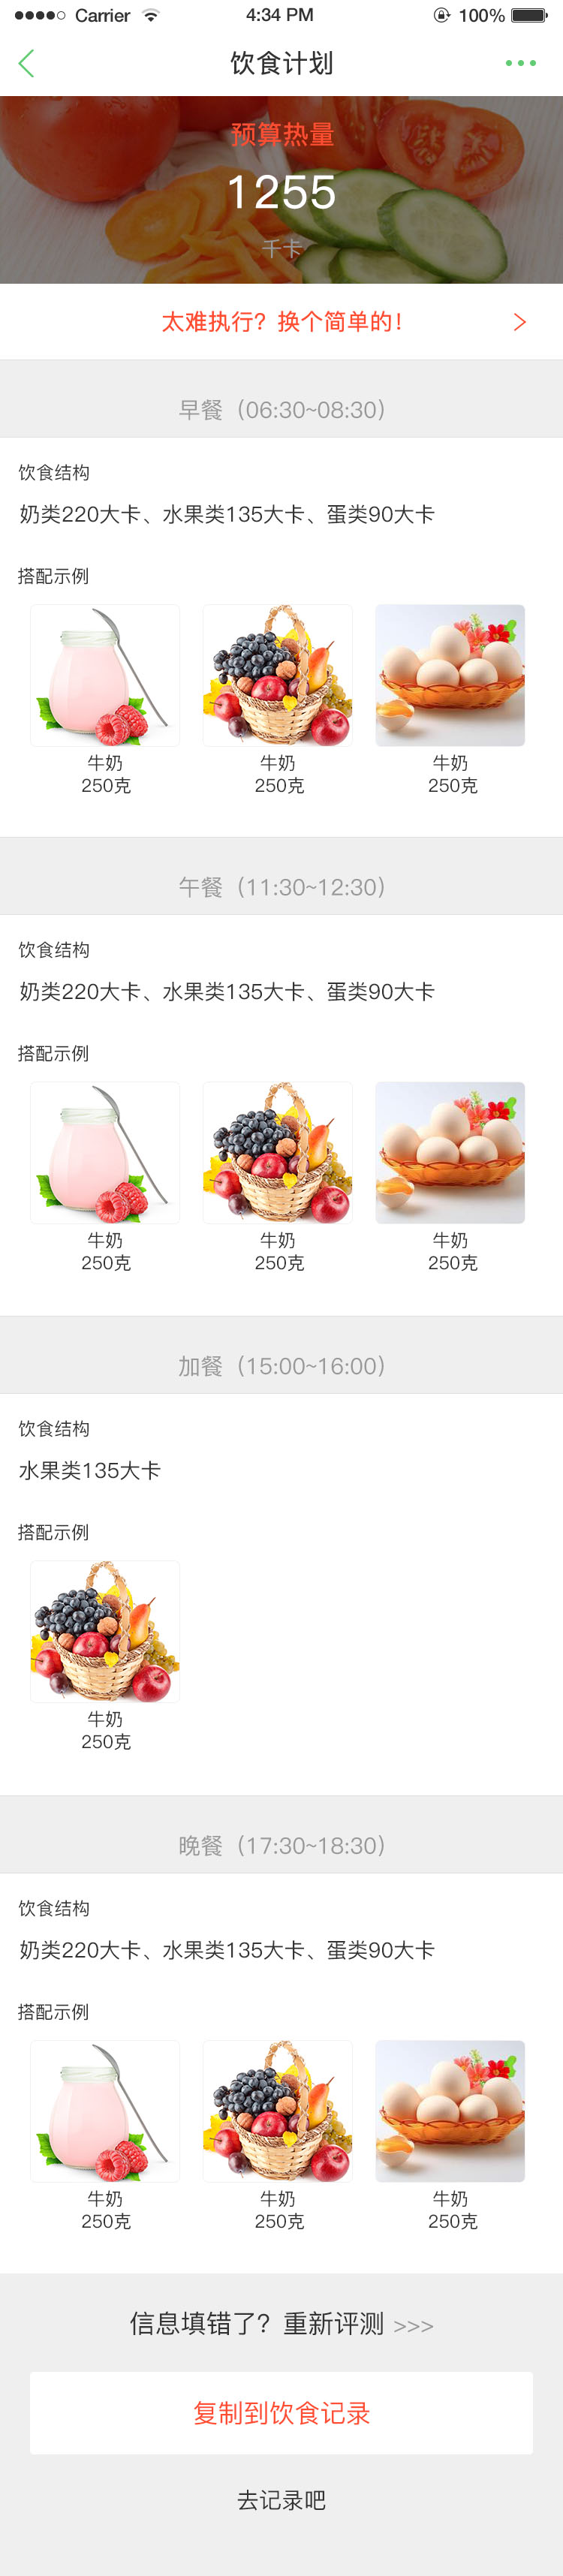 Carrier 4:34 PM 100%
饮食计划
预算热量
1255
千卡
太难执行？换个简单的！
早餐（06:30~08:30）
饮食结构
奶类220大卡、水果类135大卡、蛋类90大卡
搭配示例
牛奶 牛奶 牛奶
250克 250克 250克
午餐（11:30~12:30）
饮食结构
奶类220大卡、水果类135大卡、蛋类90大卡
搭配示例
牛奶 牛奶 牛奶
250克 250克 250克
加餐（15:00~16:00）
饮食结构
水果类135大卡
搭配示例
牛奶
250克
晚餐（17:30~18:30）
饮食结构
奶类220大卡、水果类135大卡、蛋类90大卡
搭配示例
牛奶 牛奶 牛奶
250克 250克 250克
信息填错了？重新评测 >>>
复制到饮食记录
去记录吧